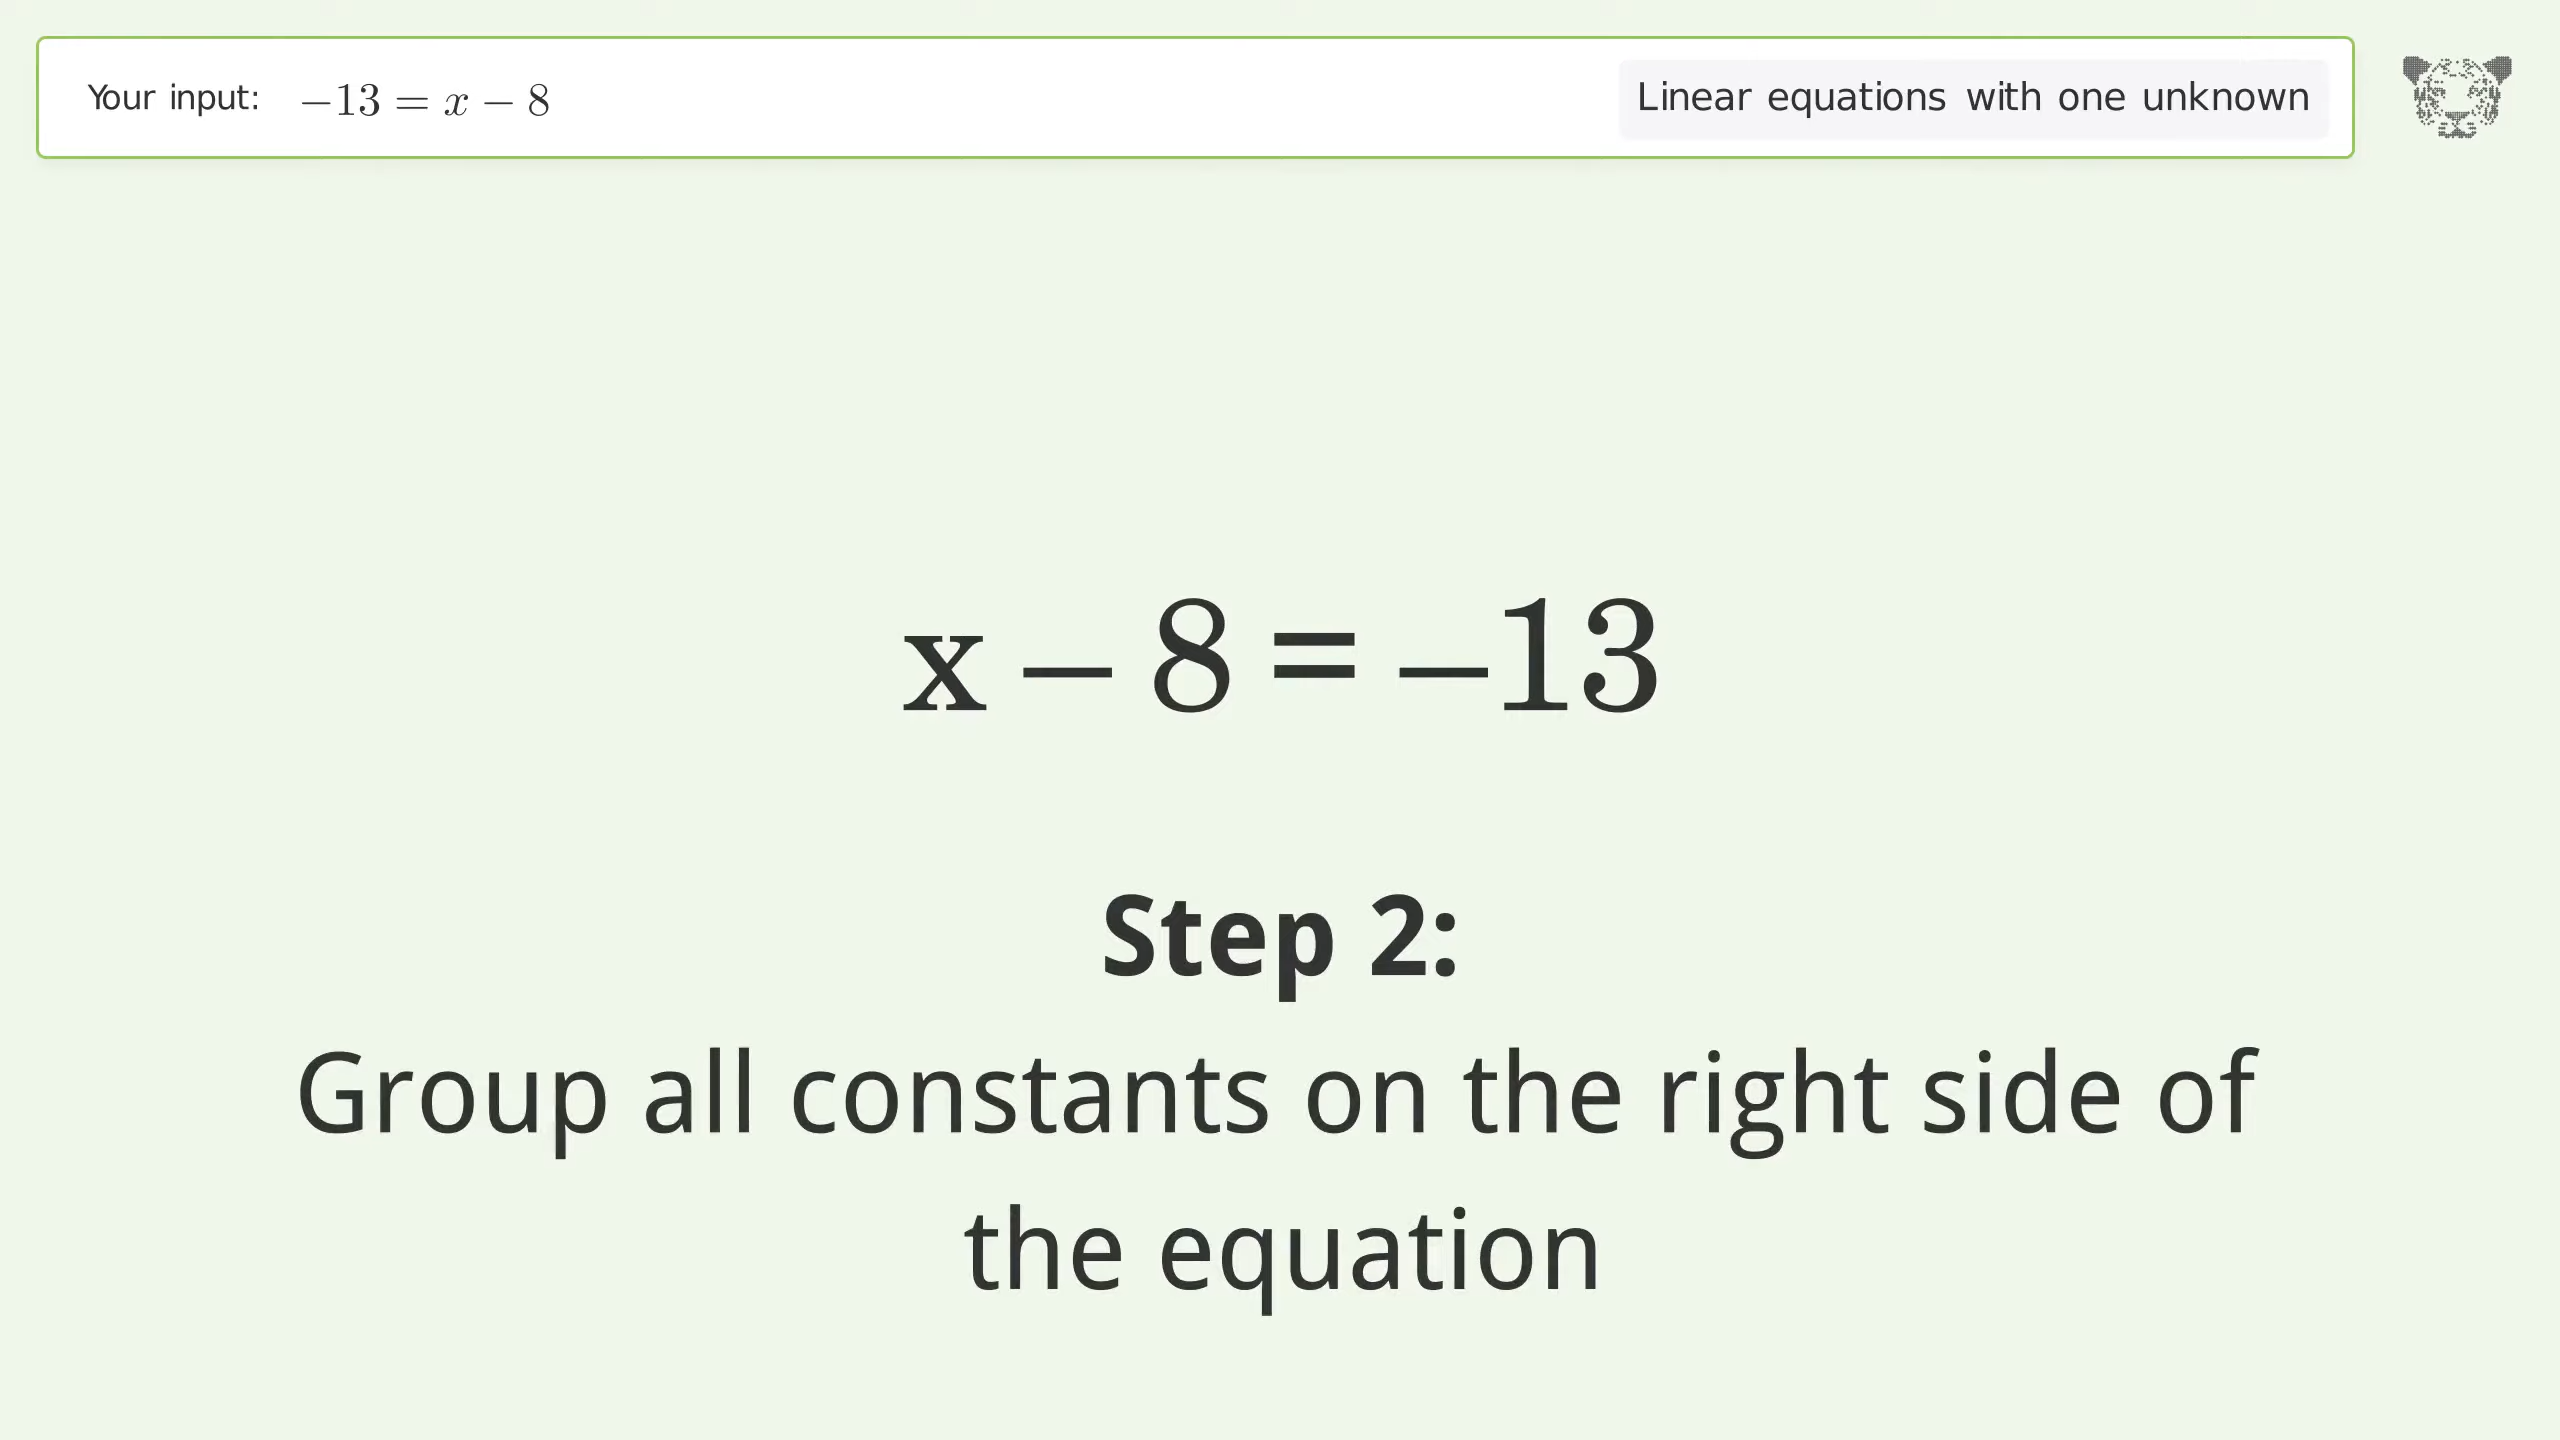 Your input: −13 = x − 8
Linear equations with one unknown
x – 8 = –13
Step 2:
Group all constants on the right side of
the equation